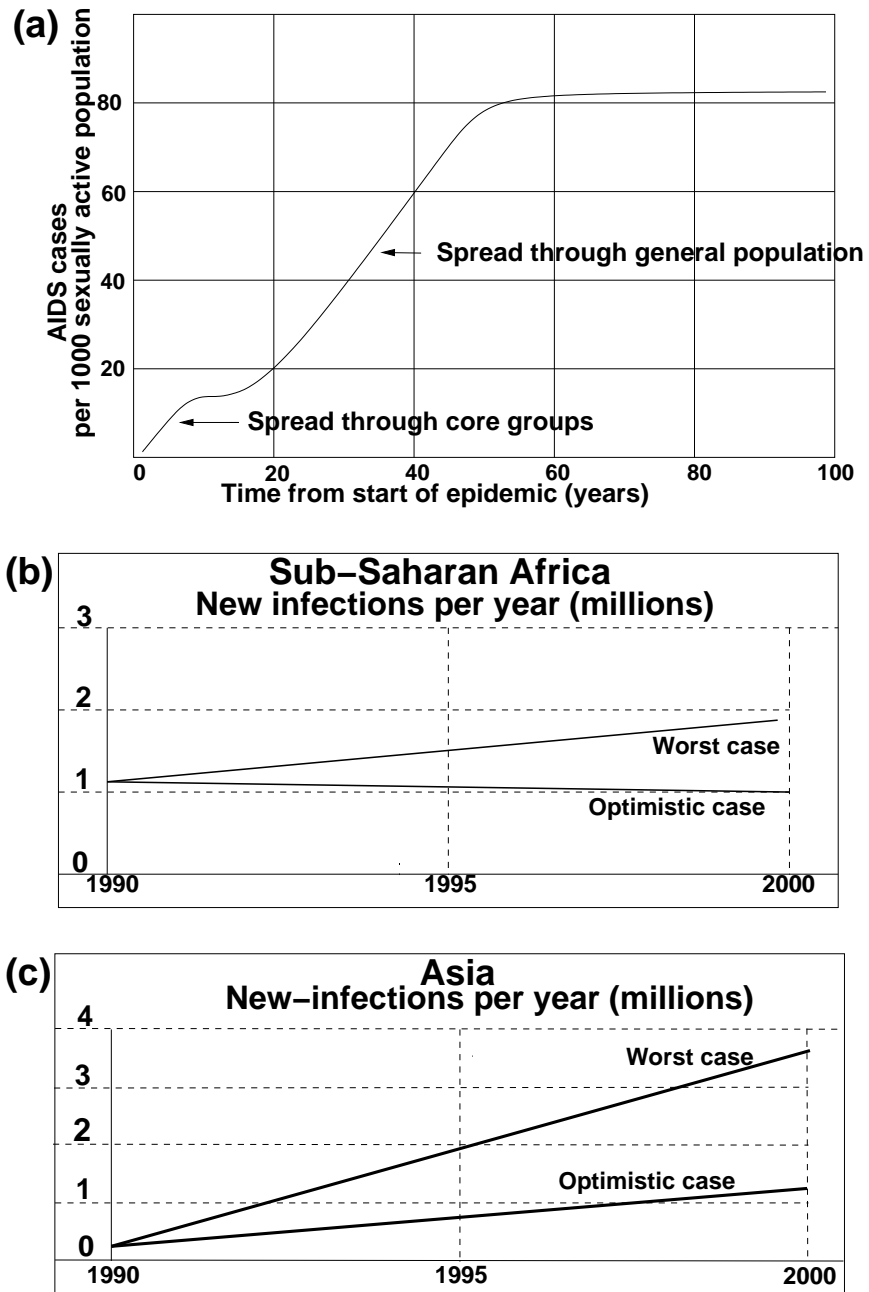 (a)
AIDS cases
per 1000 sexually active population
80
60
40
20
Spread through general population
Spread through core groups
0 20 40 60 80 100
Time from start of epidemic (years)
(b)
Sub–Saharan Africa
New infections per year (millions)
3
2
Worst case
1
Optimistic case
0
1990 1995 2000
(c)
Asia
New–infections per year (millions)
4
Worst case
3
2
Optimistic case
1
0
1990 1995 2000